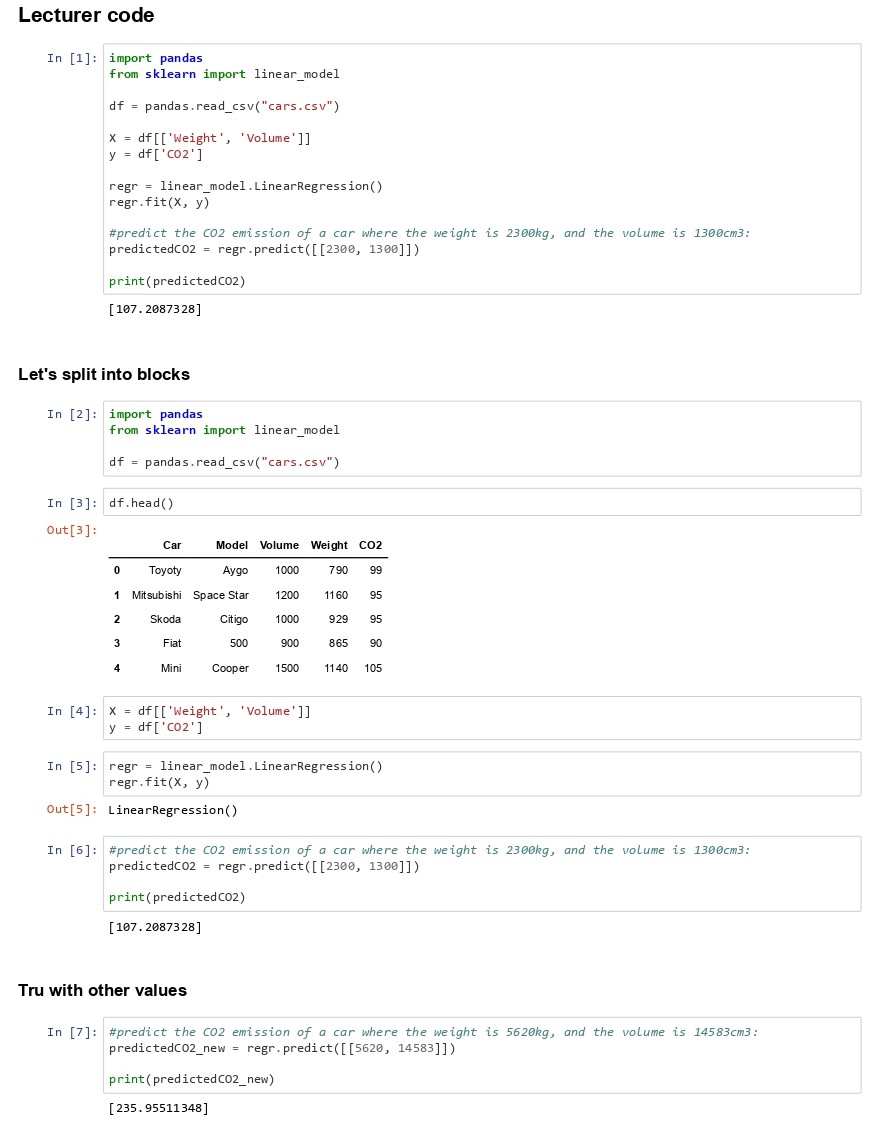 Lecturer code
In [1]: import pandas
from sklearn import linear_model
df = pandas.read_csv("cars.csv")
X = df[['Weight', 'Volume']]
y = df['CO2']
regr = linear_model.LinearRegression()
regr.fit(X, y)
#predict the CO2 emission of a car where the weight is 2300kg, and the volume is 1300cm3:
predictedCO2 = regr.predict([[2300, 1300]])
print(predictedCO2)
[107.2087328]
Let's split into blocks
In [2]: import pandas
from sklearn import linear_model
df = pandas.read_csv("cars.csv")
In [3]: df.head()
Out[3]:
Car Model Volume Weight CO2
0 Toyoty Aygo 1000 790 99
1 Mitsubishi Space Star 1200 1160 95
2 Skoda Citigo 1000 929 95
3 Fiat 500 900 865 90
4 Mini Cooper 1500 1140 105
In [4]: X = df[['Weight', 'Volume']]
y = df['CO2']
In [5]: regr = linear_model.LinearRegression()
regr.fit(X, y)
Out[5]: LinearRegression()
In [6]: #predict the CO2 emission of a car where the weight is 2300kg, and the volume is 1300cm3:
predictedCO2 = regr.predict([[2300, 1300]])
print(predictedCO2)
[107.2087328]
Tru with other values
In [7]: #predict the CO2 emission of a car where the weight is 5620kg, and the volume is 14583cm3:
predictedCO2_new = regr.predict([[5620, 14583]])
print(predictedCO2_new)
[235.95511348]